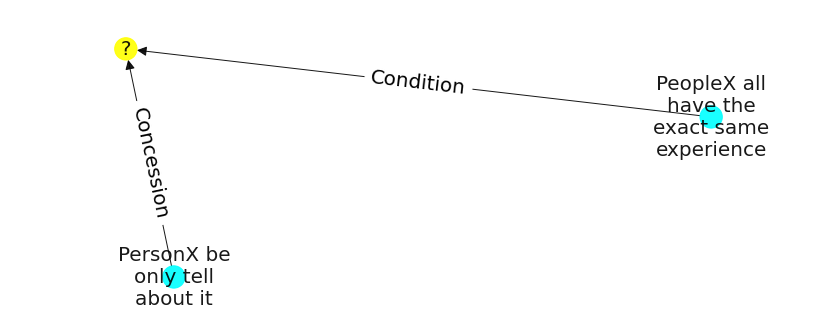 ?
Condition
PeopleX all
have the
exact same
experience
Concession
PersonX be
only tell
about it